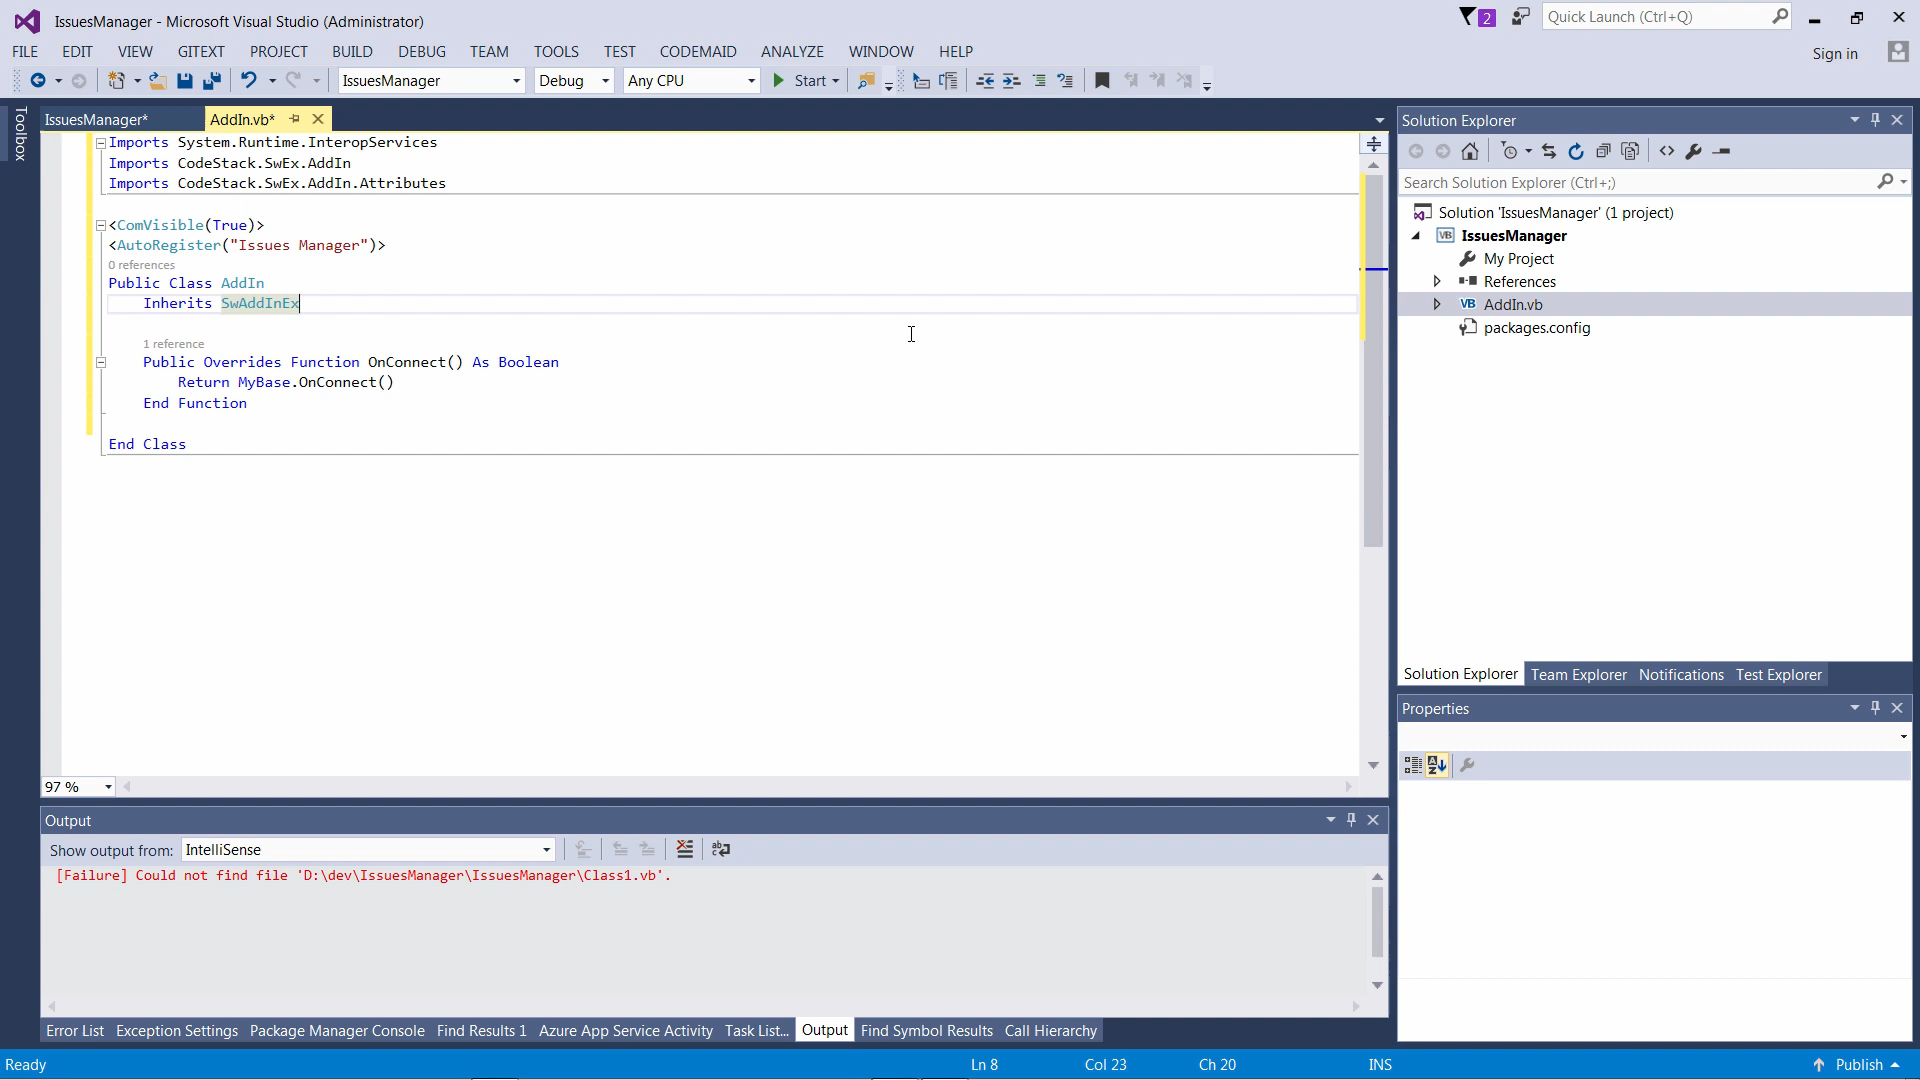 IssuesManager - Microsoft Visual Studio (Administrator)
2
Quick Launch (Ctrl+Q)
FILE EDIT VIEW GITEXT PROJECT BUILD DEBUG TEAM TOOLS TEST CODEMAID ANALYZE WINDOW HELP
Sign in
IssuesManager Debug Any CPU Start
Toolbox
IssuesManager* AddIn.vb*
Imports System.Runtime.InteropServices
Imports CodeStack.SwEx.AddIn
Imports CodeStack.SwEx.AddIn.Attributes
<ComVisible(True)>
<AutoRegister("Issues Manager")>
0 references
Public Class AddIn
Inherits SwAddInEx
1 reference
Public Overrides Function OnConnect() As Boolean
Return MyBase.OnConnect()
End Function
End Class
97 %
Output
Show output from: IntelliSense
[Failure] Could not find file 'D:\dev\IssuesManager\IssuesManager\Class1.vb'.
Error List Exception Settings Package Manager Console Find Results 1 Azure App Service Activity Task List... Output Find Symbol Results Call Hierarchy
Solution Explorer
Search Solution Explorer (Ctrl+;)
Solution 'IssuesManager' (1 project)
VB IssuesManager
My Project
References
VB AddIn.vb
packages.config
Solution Explorer Team Explorer Notifications Test Explorer
Properties
Ready Ln 8 Col 23 Ch 20 INS Publish